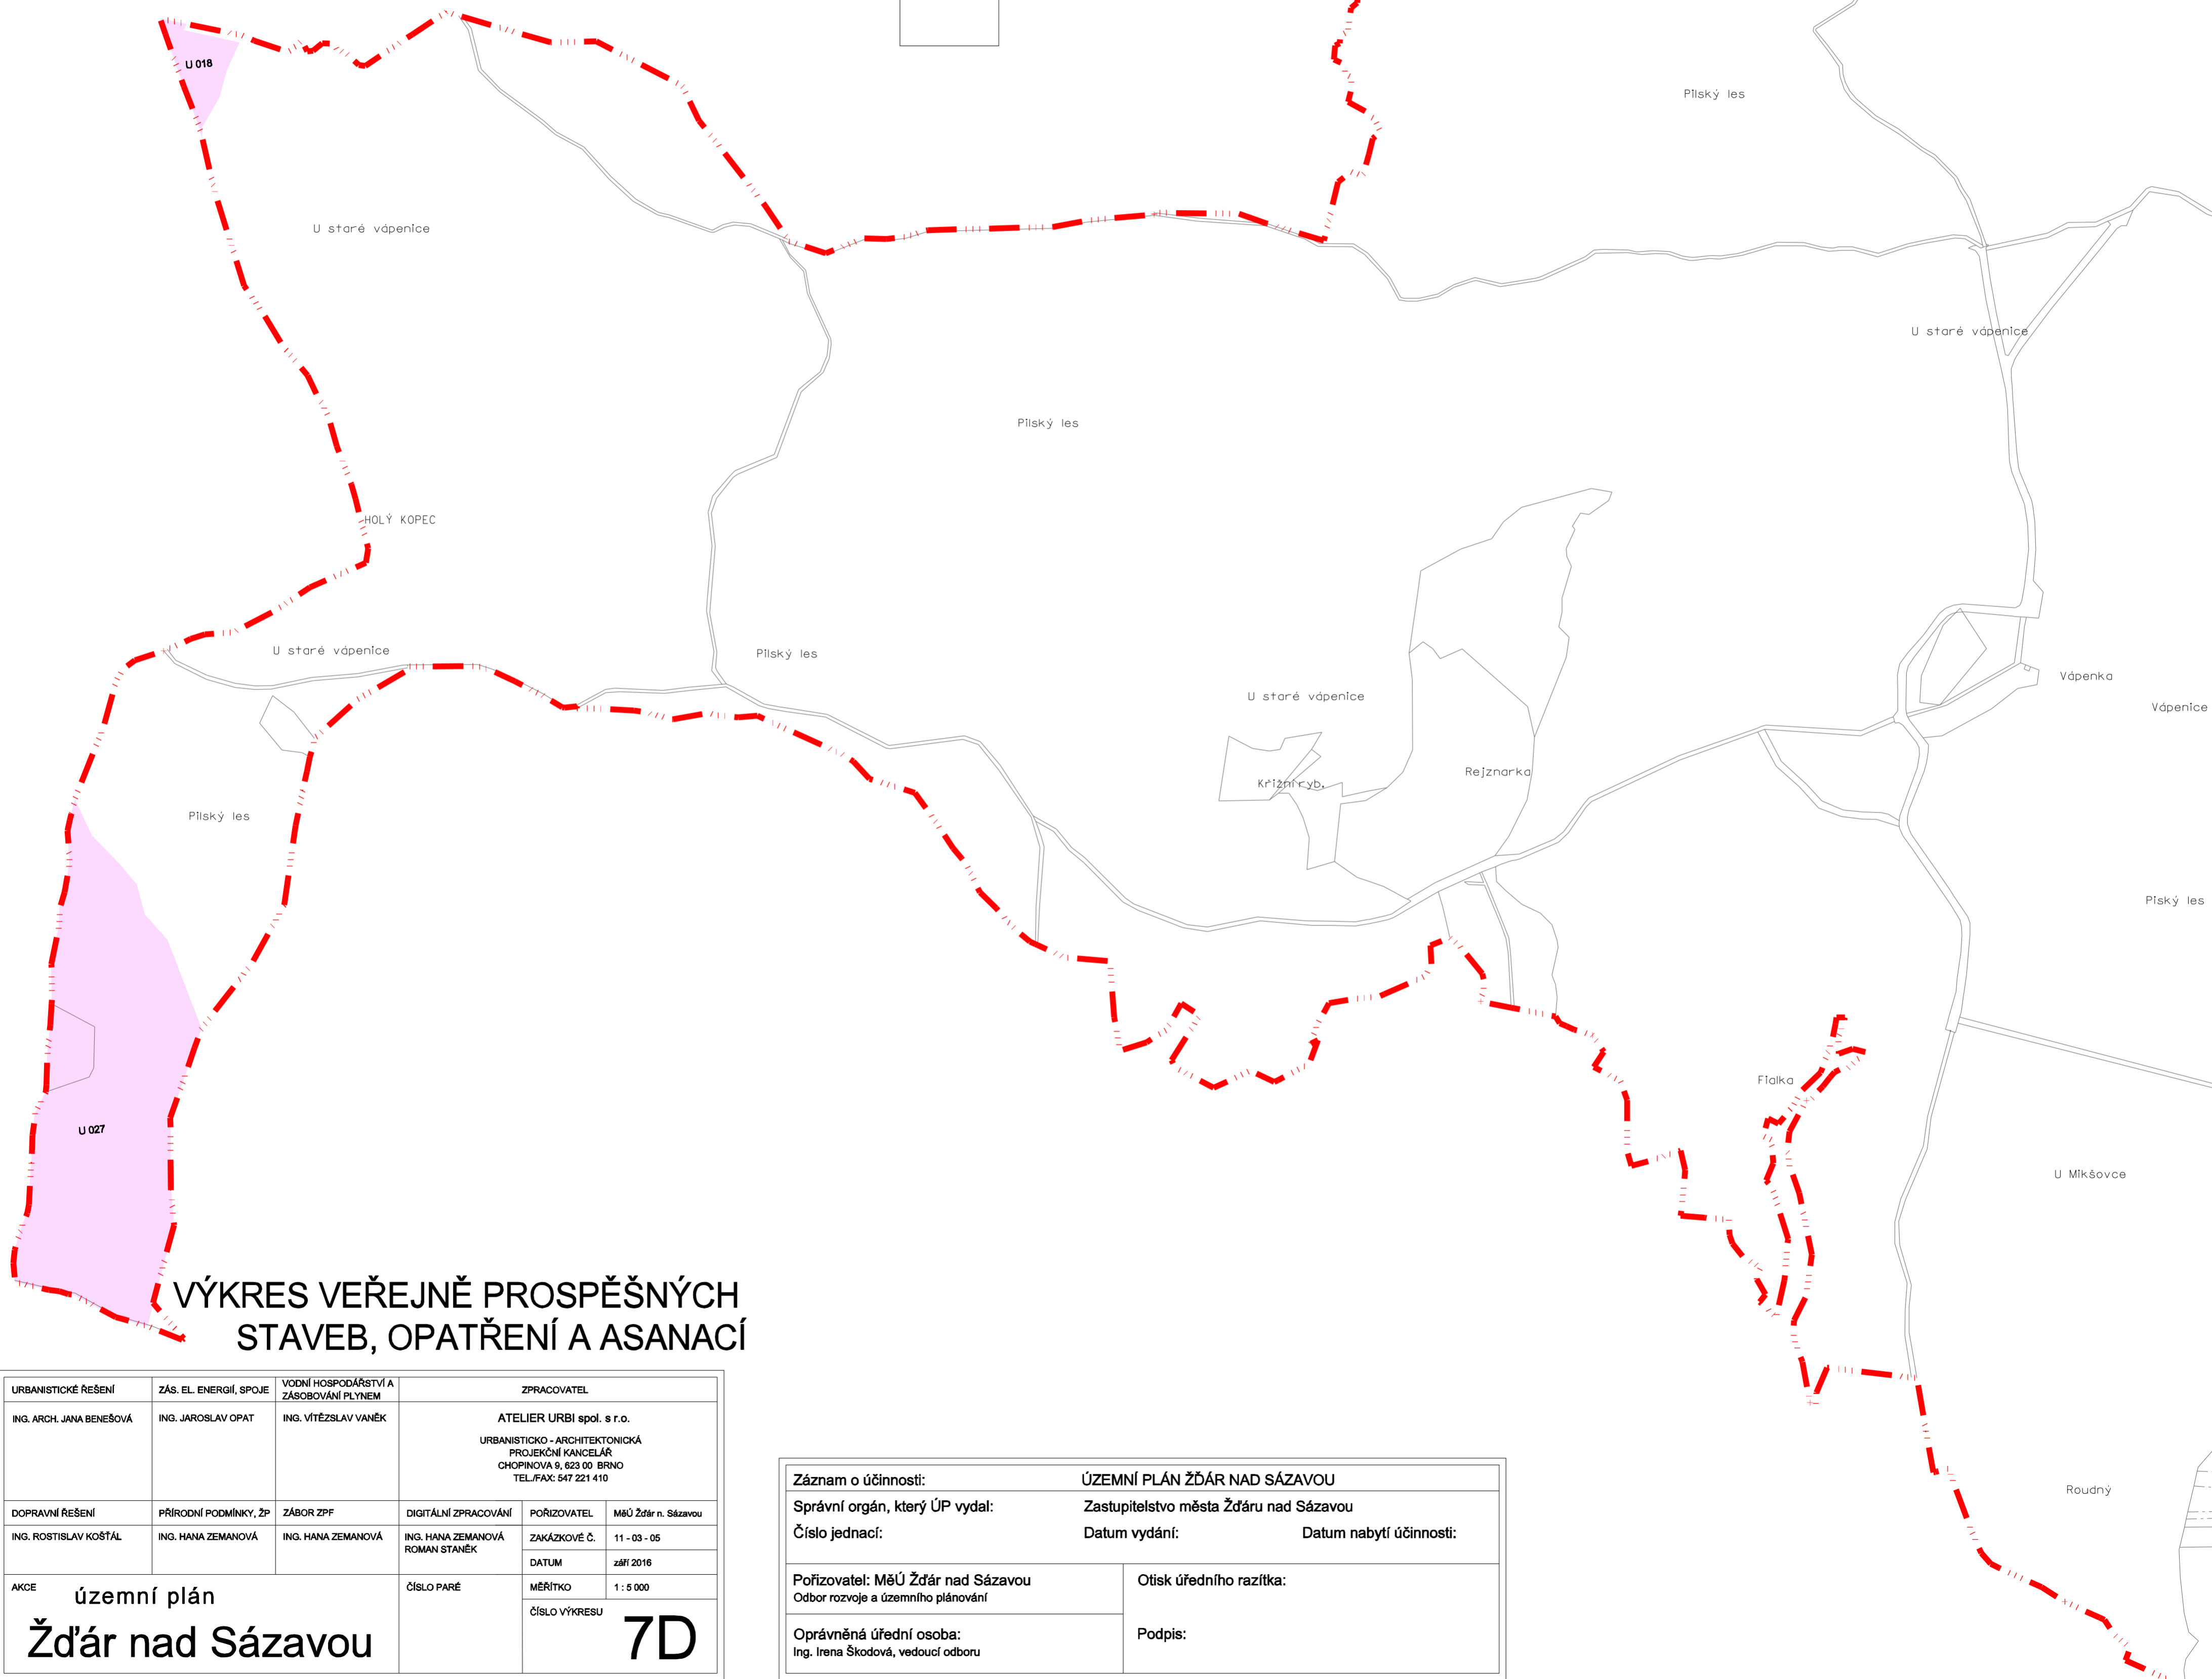 U 018
Pilský les
U staré vápenice
U staré vápenice
Pilský les
HOLÝ KOPEC
U staré vápenice
Pilský les
U staré vápenice
Vápenka
Vápenice
Křižní ryb.
Rejznarka
Pilský les
Piský les
Fialka
U 027
U Mikšovce
Roudný
VÝKRES VEŘEJNĚ PROSPĚŠNÝCH
STAVEB, OPATŘENÍ A ASANACÍ
URBANISTICKÉ ŘEŠENÍ
ZÁS. EL. ENERGIÍ, SPOJE
VODNÍ HOSPODÁŘSTVÍ A
ZÁSOBOVÁNÍ PLYNEM
ZPRACOVATEL
ING. ARCH. JANA BENEŠOVÁ
ING. JAROSLAV OPAT
ING. VÍTĚZSLAV VANĚK
ATELIER URBI spol. s r.o.
URBANISTICKO - ARCHITEKTONICKÁ
PROJEKČNÍ KANCELÁŘ
CHOPINOVA 9, 623 00 BRNO
TEL./FAX: 547 221 410
DOPRAVNÍ ŘEŠENÍ
PŘÍRODNÍ PODMÍNKY, ŽP
ZÁBOR ZPF
DIGITÁLNÍ ZPRACOVÁNÍ
POŘIZOVATEL
MěÚ Žďár n. Sázavou
ING. ROSTISLAV KOŠŤÁL
ING. HANA ZEMANOVÁ
ING. HANA ZEMANOVÁ
ING. HANA ZEMANOVÁ
ROMAN STANĚK
ZAKÁZKOVÉ Č.
11 - 03 - 05
DATUM
září 2016
AKCE
územní plán
Žďár nad Sázavou
ČÍSLO PARÉ
MĚŘÍTKO
1 : 5 000
ČÍSLO VÝKRESU
7D
Záznam o účinnosti: ÚZEMNÍ PLÁN ŽĎÁR NAD SÁZAVOU
Správní orgán, který ÚP vydal: Zastupitelstvo města Žďáru nad Sázavou
Číslo jednací: Datum vydání: Datum nabytí účinnosti:
Pořizovatel: MěÚ Žďár nad Sázavou
Odbor rozvoje a územního plánování
Otisk úředního razítka:
Oprávněná úřední osoba:
Ing. Irena Škodová, vedoucí odboru
Podpis: